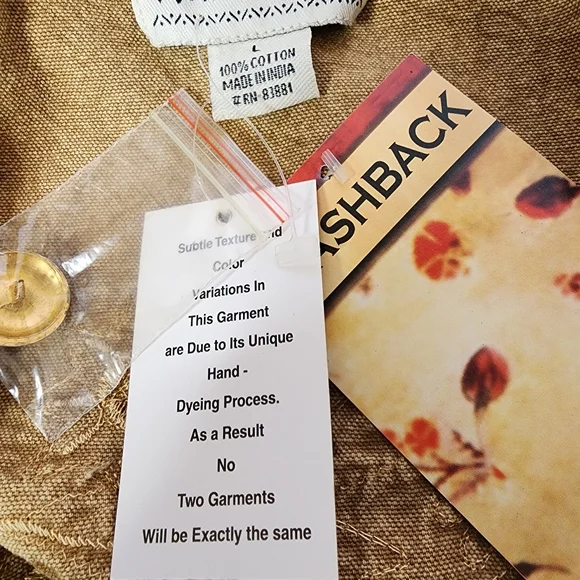 L
100% COTTON
MADE IN INDIA
# RN-83881
ASHBACK
Subtle Texture and
Color
Variations In
This Garment
are Due to Its Unique
Hand -
Dyeing Process.
As a Result
No
Two Garments
Will be Exactly the same